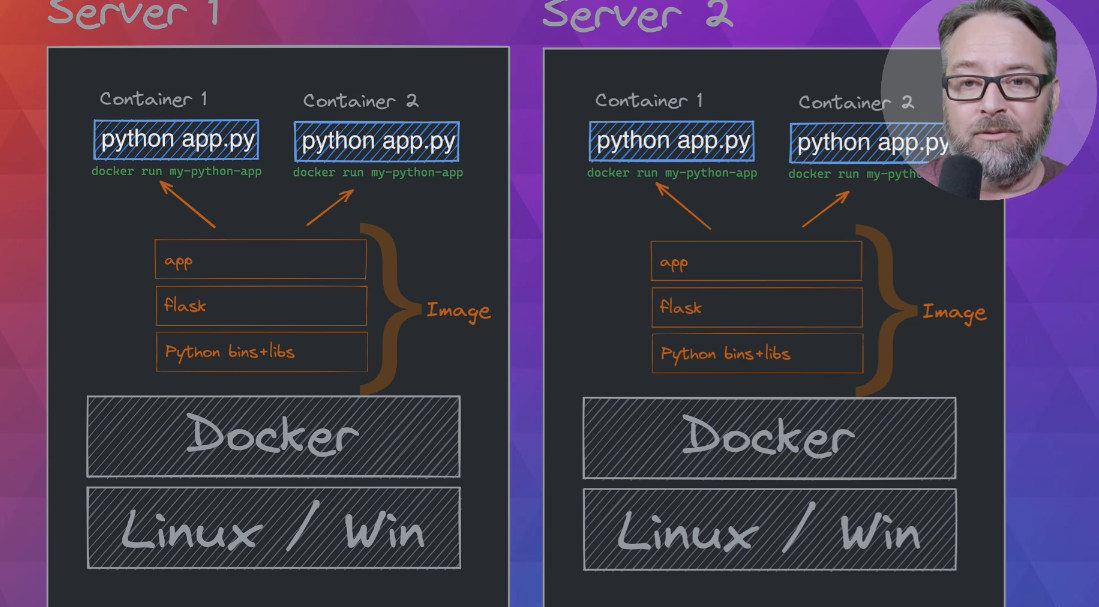 Server 1
Container 1
Container 2
python app.py
python app.py
docker run my-python-app
docker run my-python-app
app
flask
Python bins+libs
Image
Docker
Linux / Win
Server 2
Container 1
Container 2
python app.py
python app.py
docker run my-python-app
docker run my-python-app
app
flask
Python bins+libs
Image
Docker
Linux / Win